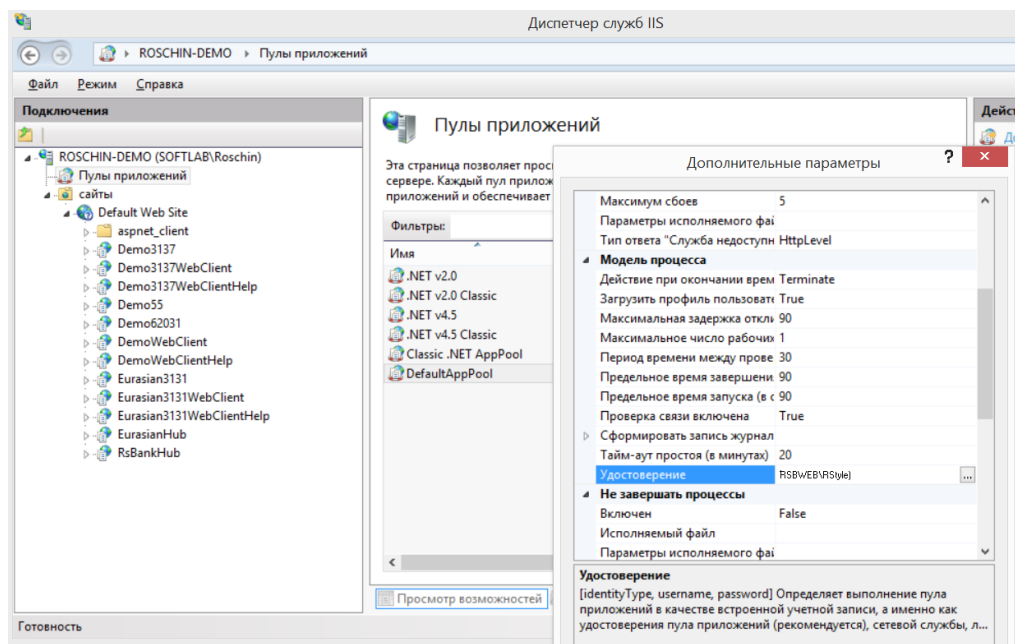 Диспетчер служб IIS
ROSCHIN-DEMO Пулы приложений
Файл Режим Справка
Подключения
ROSCHIN-DEMO (SOFTLAB\Roschin)
Пулы приложений
сайты
Default Web Site
aspnet_client
Demo3137
Demo3137WebClient
Demo3137WebClientHelp
Demo55
Demo62031
DemoWebClient
DemoWebClientHelp
Eurasian3131
Eurasian3131WebClient
Eurasian3131WebClientHelp
EurasianHub
RsBankHub
Пулы приложений
Эта страница позволяет прос
сервере. Каждый пул прилож
приложений и обеспечивает
Фильтры:
Имя
.NET v2.0
.NET v2.0 Classic
.NET v4.5
.NET v4.5 Classic
Classic .NET AppPool
DefaultAppPool
Просмотр возможностей
Дейст
Дополнительные параметры ? ×
Максимум сбоев 5
Параметры исполняемого фай
Тип ответа "Служба недоступн HttpLevel
Модель процесса
Действие при окончании врем Terminate
Загрузить профиль пользоват True
Максимальная задержка откли 90
Максимальное число рабочих 1
Период времени между прове 30
Предельное время завершени 90
Предельное время запуска (в с 90
Проверка связи включена True
Сформировать запись журнал
Тайм-аут простоя (в минутах) 20
Удостоверение RSBWEB\RStyle) ...
Не завершать процессы
Включен False
Исполняемый файл
Параметры исполняемого фай
Удостоверение
[identityType, username, password] Определяет выполнение пула
приложений в качестве встроенной учетной записи, а именно как
удостоверения пула приложений (рекомендуется), сетевой службы, л...
Готовность